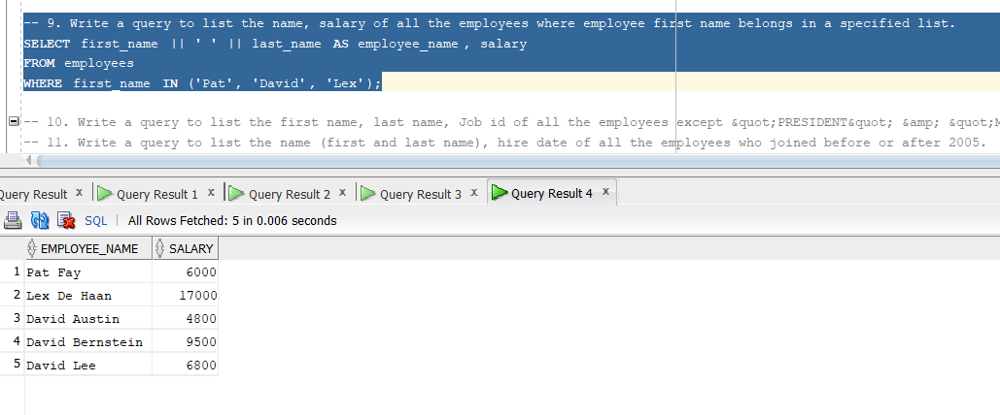 -- 9. Write a query to list the name, salary of all the employees where employee first name belongs in a specified list.
SELECT first_name || ' ' || last_name AS employee_name , salary
FROM employees
WHERE first_name IN ('Pat', 'David', 'Lex');
-- 10. Write a query to list the first name, last name, Job id of all the employees except &quot;PRESIDENT&quot; &amp; &quot;M
-- 11. Write a query to list the name (first and last name), hire date of all the employees who joined before or after 2005.
Query Result x Query Result 1 x Query Result 2 x Query Result 3 x Query Result 4 x
SQL | All Rows Fetched: 5 in 0.006 seconds
EMPLOYEE_NAME SALARY
1 Pat Fay 6000
2 Lex De Haan 17000
3 David Austin 4800
4 David Bernstein 9500
5 David Lee 6800